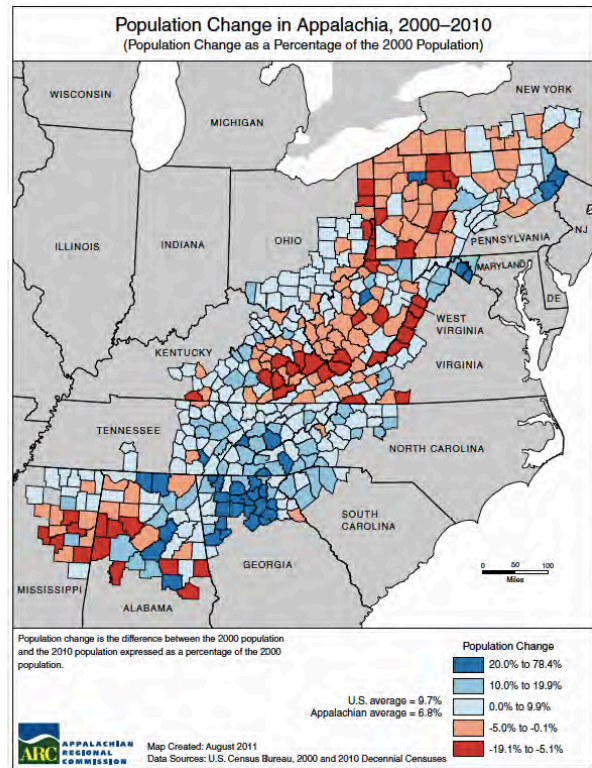 Population Change in Appalachia, 2000–2010
(Population Change as a Percentage of the 2000 Population)
WISCONSIN
MICHIGAN
NEW YORK
ILLINOIS
INDIANA
OHIO
PENNSYLVANIA
NJ
MARYLAND
DE
WEST
VIRGINIA
KENTUCKY
VIRGINIA
TENNESSEE
NORTH CAROLINA
SOUTH
CAROLINA
GEORGIA
MISSISSIPPI
ALABAMA
0 50 100
Miles
Population change is the difference between the 2000 population
and the 2010 population expressed as a percentage of the 2000
population.
U.S. average = 9.7%
Appalachian average = 6.8%
Population Change
20.0% to 78.4%
10.0% to 19.9%
0.0% to 9.9%
-5.0% to -0.1%
-19.1% to -5.1%
ARC
APPALACHIAN
REGIONAL
COMMISSION
Map Created: August 2011
Data Sources: U.S. Census Bureau, 2000 and 2010 Decennial Censuses